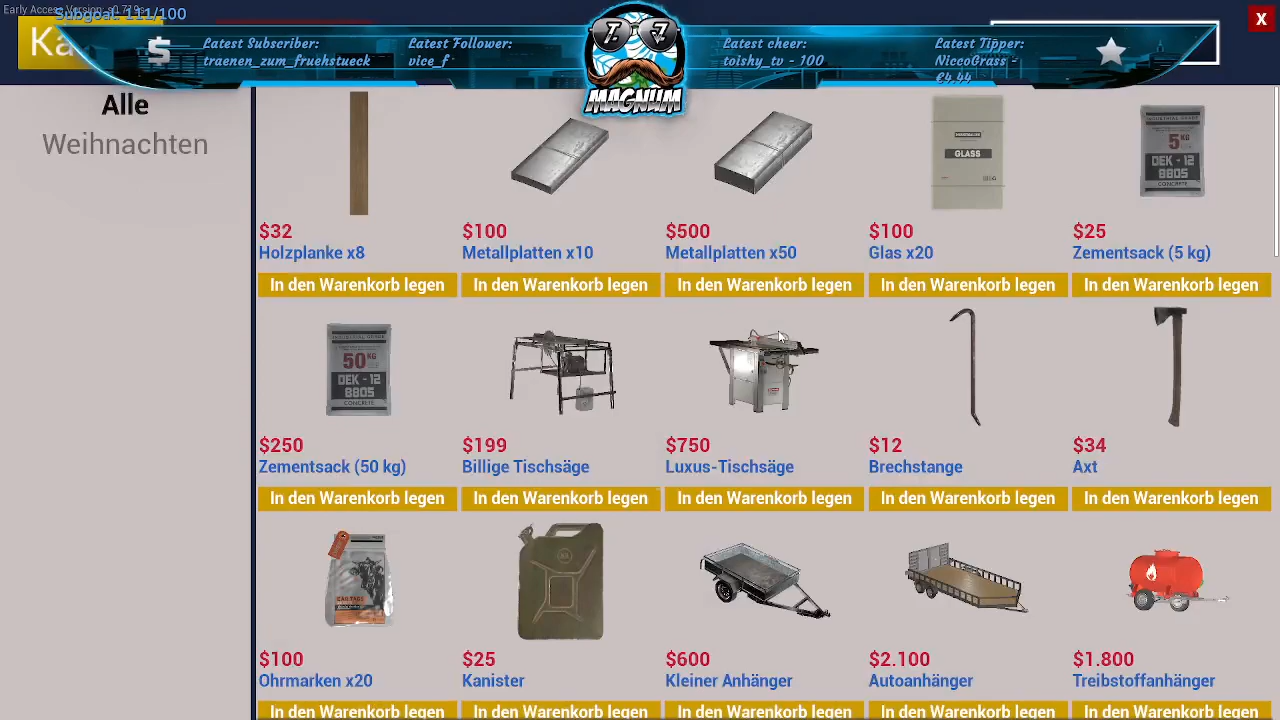 Early Access Version
Subgoal: 111/100
Ka
$
Latest Subscriber:
traenen_zum_fruehstueck
Latest Follower:
vice_f
MAGNUM
Latest cheer:
toishy_tv - 100
Latest Tipper:
NiccoGrass -
€4.44
X
Alle
Weihnachten
GLASS
INDUSTRIAL GRADE
5 KG
DEK - 12
8805
CONCRETE
$32
$100
$500
$100
$25
Holzplanke x8
Metallplatten x10
Metallplatten x50
Glas x20
Zementsack (5 kg)
In den Warenkorb legen
In den Warenkorb legen
In den Warenkorb legen
In den Warenkorb legen
In den Warenkorb legen
INDUSTRIAL GRADE
50 KG
DEK - 12
8805
CONCRETE
$250
$199
$750
$12
$34
Zementsack (50 kg)
Billige Tischsäge
Luxus-Tischsäge
Brechstange
Axt
In den Warenkorb legen
In den Warenkorb legen
In den Warenkorb legen
In den Warenkorb legen
In den Warenkorb legen
EAR TAGS
$100
$25
$600
$2.100
$1.800
Ohrmarken x20
Kanister
Kleiner Anhänger
Autoanhänger
Treibstoffanhänger
In den Warenkorb legen
In den Warenkorb legen
In den Warenkorb legen
In den Warenkorb legen
In den Warenkorb legen